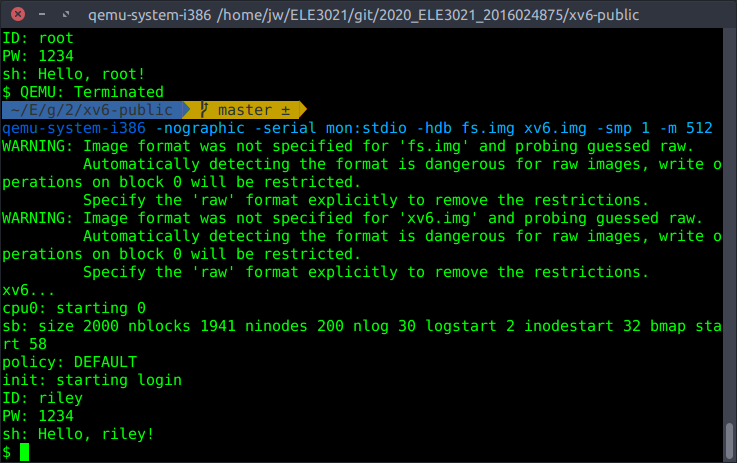 qemu-system-i386 /home/jw/ELE3021/git/2020_ELE3021_2016024875/xv6-public
ID: root
PW: 1234
sh: Hello, root!
$ QEMU: Terminated
~/E/g/2/xv6-public master ±
qemu-system-i386 -nographic -serial mon:stdio -hdb fs.img xv6.img -smp 1 -m 512
WARNING: Image format was not specified for 'fs.img' and probing guessed raw.
Automatically detecting the format is dangerous for raw images, write o
perations on block 0 will be restricted.
Specify the 'raw' format explicitly to remove the restrictions.
WARNING: Image format was not specified for 'xv6.img' and probing guessed raw.
Automatically detecting the format is dangerous for raw images, write o
perations on block 0 will be restricted.
Specify the 'raw' format explicitly to remove the restrictions.
xv6...
cpu0: starting 0
sb: size 2000 nblocks 1941 ninodes 200 nlog 30 logstart 2 inodestart 32 bmap sta
rt 58
policy: DEFAULT
init: starting login
ID: riley
PW: 1234
sh: Hello, riley!
$